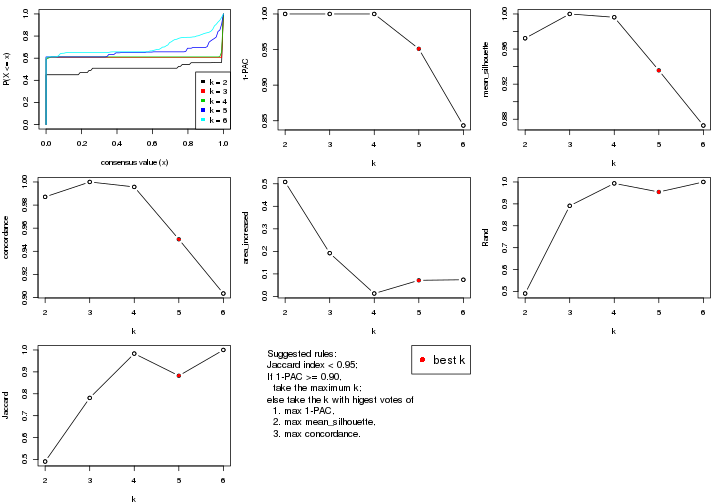 P(X <= x)
0.0 0.2 0.4 0.6 0.8 1.0
0.0 0.2 0.4 0.6 0.8 1.0
consensus value (x)
k = 2
k = 3
k = 4
k = 5
k = 6
1-PAC
0.85 0.90 0.95 1.00
2 3 4 5 6
k
mean_silhouette
0.88 0.92 0.96 1.00
2 3 4 5 6
k
concordance
0.90 0.92 0.94 0.96 0.98 1.00
2 3 4 5 6
k
area_increased
0.0 0.1 0.2 0.3 0.4 0.5
2 3 4 5 6
k
Rand
0.5 0.6 0.7 0.8 0.9 1.0
2 3 4 5 6
k
Jaccard
0.5 0.6 0.7 0.8 0.9 1.0
2 3 4 5 6
k
Suggested rules:
Jaccard index < 0.95;
If 1-PAC >= 0.90,
take the maximum k;
else take the k with higest votes of
1. max 1-PAC,
2. max mean_silhouette,
3. max concordance.
best k